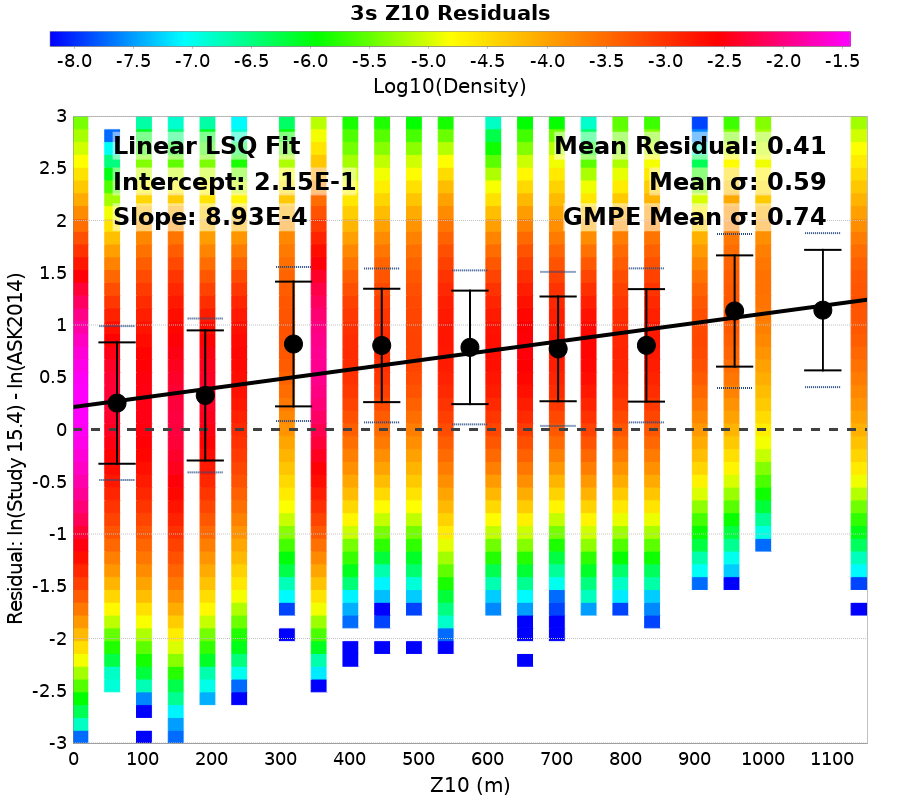 3s Z10 Residuals
-8.0 -7.5 -7.0 -6.5 -6.0 -5.5 -5.0 -4.5 -4.0 -3.5 -3.0 -2.5 -2.0 -1.5
Log10(Density)
Linear LSQ Fit
Intercept: 2.15E-1
Slope: 8.93E-4
Mean Residual: 0.41
Mean σ: 0.59
GMPE Mean σ: 0.74
Residual: ln(Study 15.4) - ln(ASK2014)
3
2.5
2
1.5
1
0.5
0
-0.5
-1
-1.5
-2
-2.5
-3
0 100 200 300 400 500 600 700 800 900 1000 1100
Z10 (m)